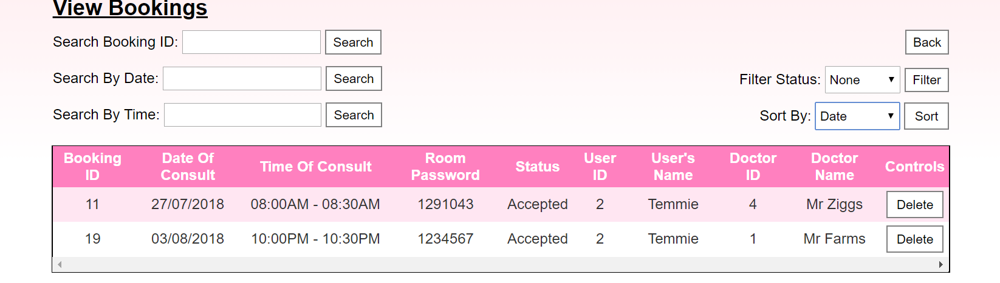 View Bookings
Search Booking ID: Search Back
Search By Date: Search Filter Status: None Filter
Search By Time: Search Sort By: Date Sort
Booking ID Date Of Consult Time Of Consult Room Password Status User ID User's Name Doctor ID Doctor Name Controls
11 27/07/2018 08:00AM - 08:30AM 1291043 Accepted 2 Temmie 4 Mr Ziggs Delete
19 03/08/2018 10:00PM - 10:30PM 1234567 Accepted 2 Temmie 1 Mr Farms Delete